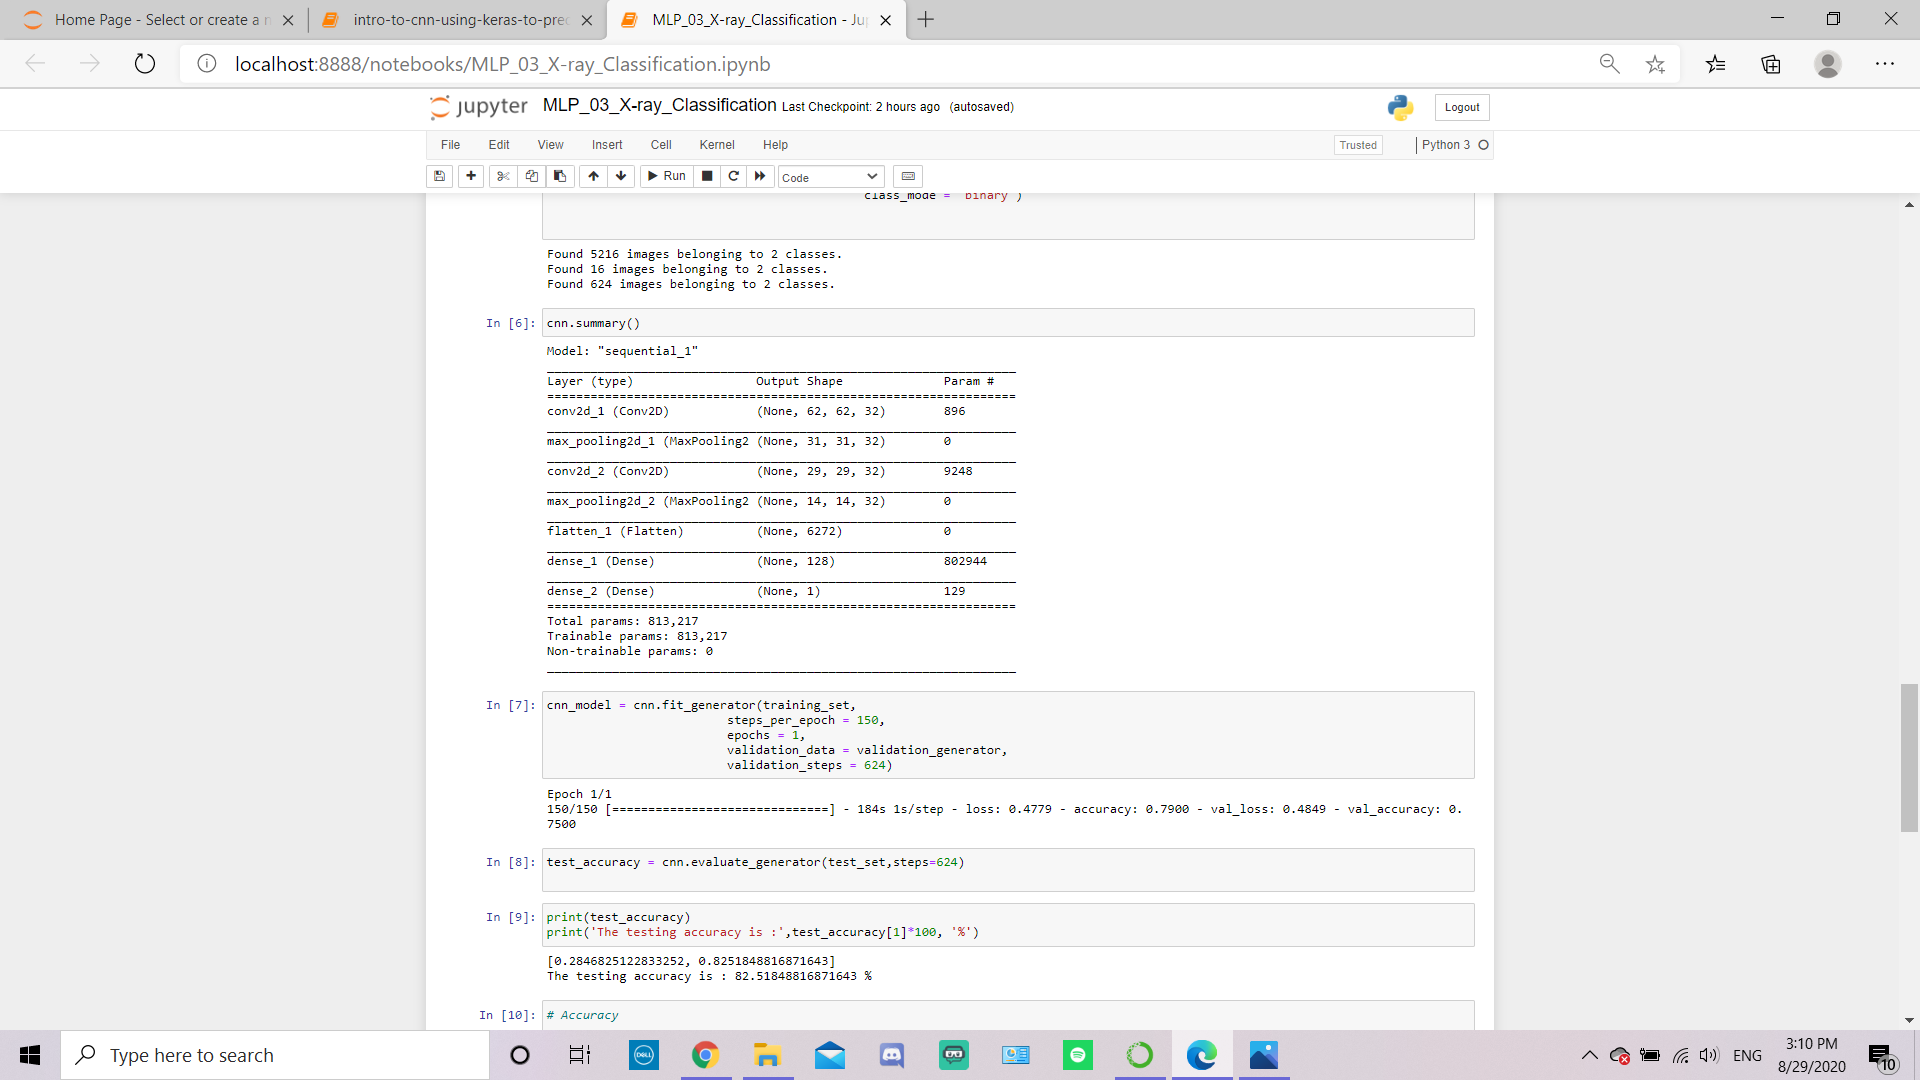 Home Page - Select or create a n
intro-to-cnn-using-keras-to-pred
MLP_03_X-ray_Classification - Ju
localhost:8888/notebooks/MLP_03_X-ray_Classification.ipynb
jupyter MLP_03_X-ray_Classification Last Checkpoint: 2 hours ago (autosaved)
Logout
File Edit View Insert Cell Kernel Help
Trusted
Python 3
Run
Code
class_mode = 'binary')
Found 5216 images belonging to 2 classes.
Found 16 images belonging to 2 classes.
Found 624 images belonging to 2 classes.
In [6]: cnn.summary()
Model: "sequential_1"
Layer (type) Output Shape Param #
conv2d_1 (Conv2D) (None, 62, 62, 32) 896
max_pooling2d_1 (MaxPooling2 (None, 31, 31, 32) 0
conv2d_2 (Conv2D) (None, 29, 29, 32) 9248
max_pooling2d_2 (MaxPooling2 (None, 14, 14, 32) 0
flatten_1 (Flatten) (None, 6272) 0
dense_1 (Dense) (None, 128) 802944
dense_2 (Dense) (None, 1) 129
Total params: 813,217
Trainable params: 813,217
Non-trainable params: 0
In [7]: cnn_model = cnn.fit_generator(training_set,
steps_per_epoch = 150,
epochs = 1,
validation_data = validation_generator,
validation_steps = 624)
Epoch 1/1
150/150 [==============================] - 184s 1s/step - loss: 0.4779 - accuracy: 0.7900 - val_loss: 0.4849 - val_accuracy: 0.
7500
In [8]: test_accuracy = cnn.evaluate_generator(test_set,steps=624)
In [9]: print(test_accuracy)
print('The testing accuracy is :',test_accuracy[1]*100, '%')
[0.2846825122833252, 0.8251848816871643]
The testing accuracy is : 82.51848816871643 %
In [10]: # Accuracy
Type here to search
DELL
ENG
3:10 PM
8/29/2020
10